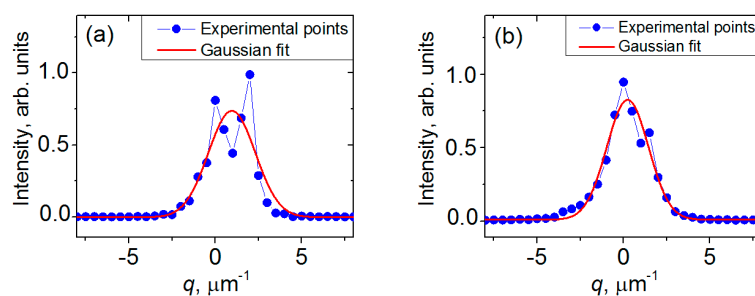 (a)
Experimental points
Gaussian fit
Intensity, arb. units
1.0
0.5
0.0
-5 0 5
q, μm⁻¹
(b)
Experimental points
Gaussian fit
Intensity, arb. units
1.0
0.5
0.0
-5 0 5
q, μm⁻¹